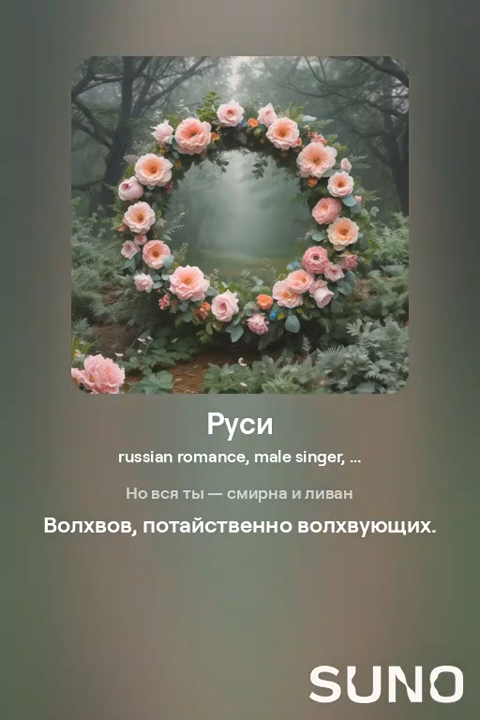 Руси
russian romance, male singer, ...
Но вся ты — смирна и ливан
Волхвов, потайственно волхвующих.
SUNO